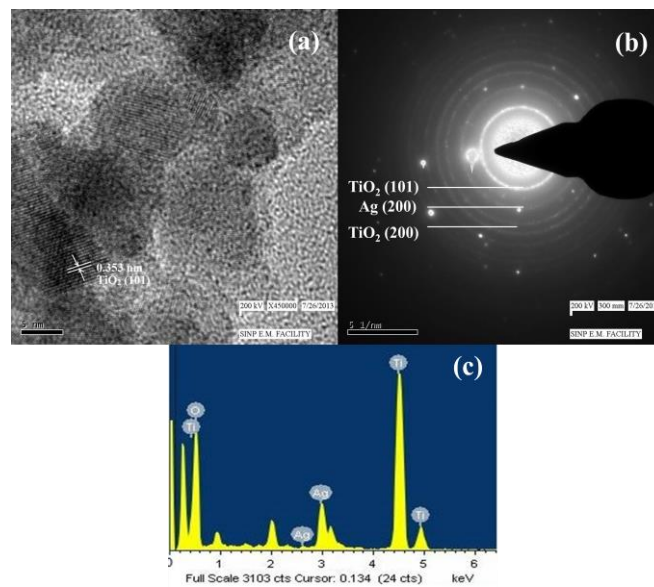 (a)
0.353 nm
TiO₂ (101)
200 kV X450000 7/26/2013
5 nm
SINP E.M. FACILITY
(b)
TiO₂ (101)
Ag (200)
TiO₂ (200)
200 kV 300 mm 7/26/20
5 1/nm
SINP E.M. FACILITY
(c)
Ti
O
Ti
Ag
Ag
Ti
0 1 2 3 4 5 6
Full Scale 3103 cts Cursor: 0.134 (24 cts) keV